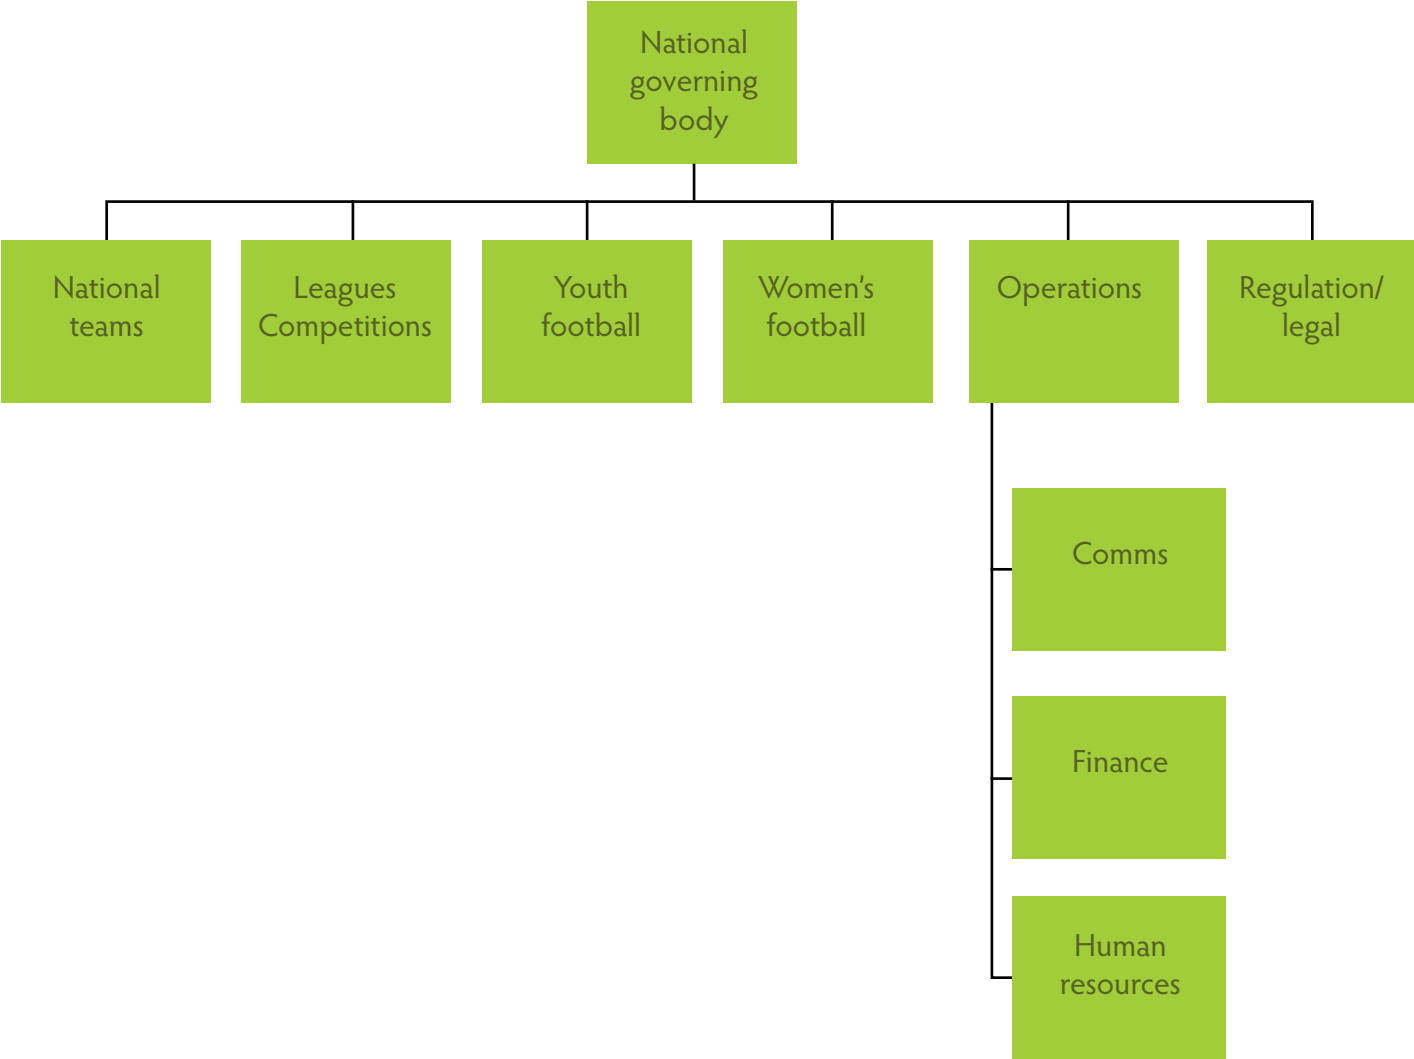 National
governing
body
National
teams
Leagues
Competitions
Youth
football
Women’s
football
Operations
Regulation/
legal
Comms
Finance
Human
resources